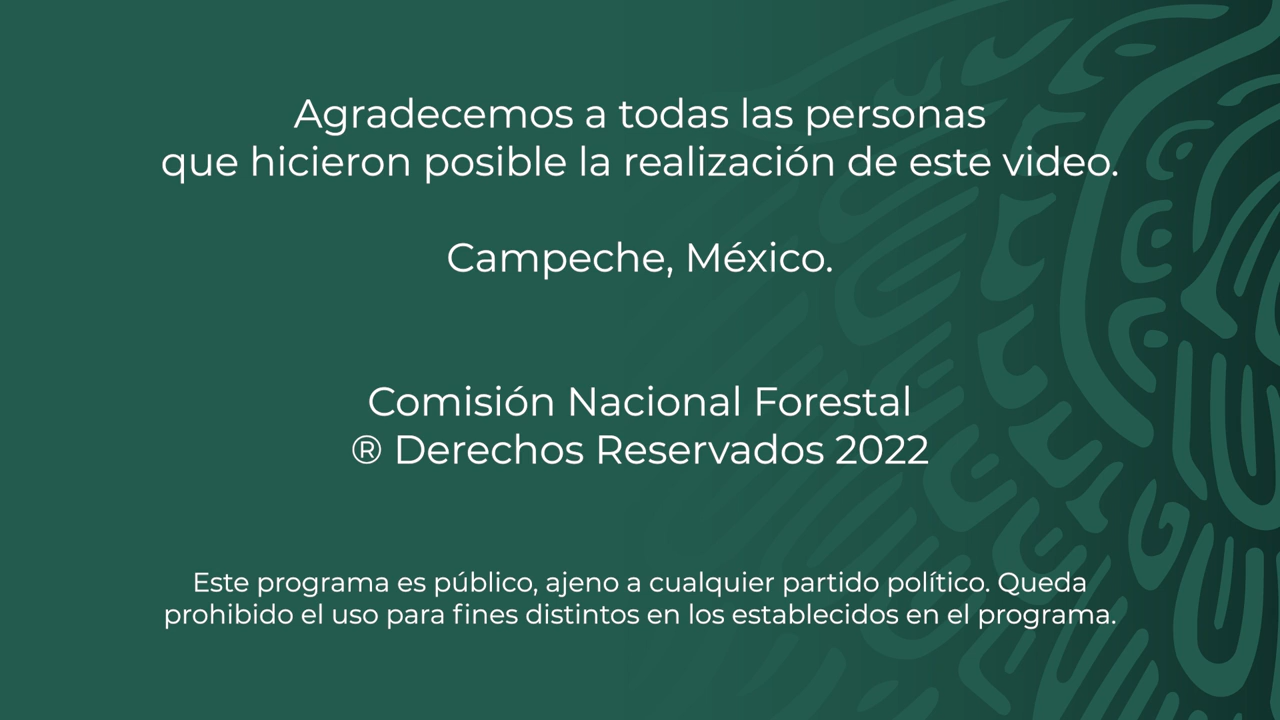 Agradecemos a todas las personas
que hicieron posible la realización de este video.
Campeche, México.
Comisión Nacional Forestal
® Derechos Reservados 2022
Este programa es público, ajeno a cualquier partido político. Queda
prohibido el uso para fines distintos en los establecidos en el programa.